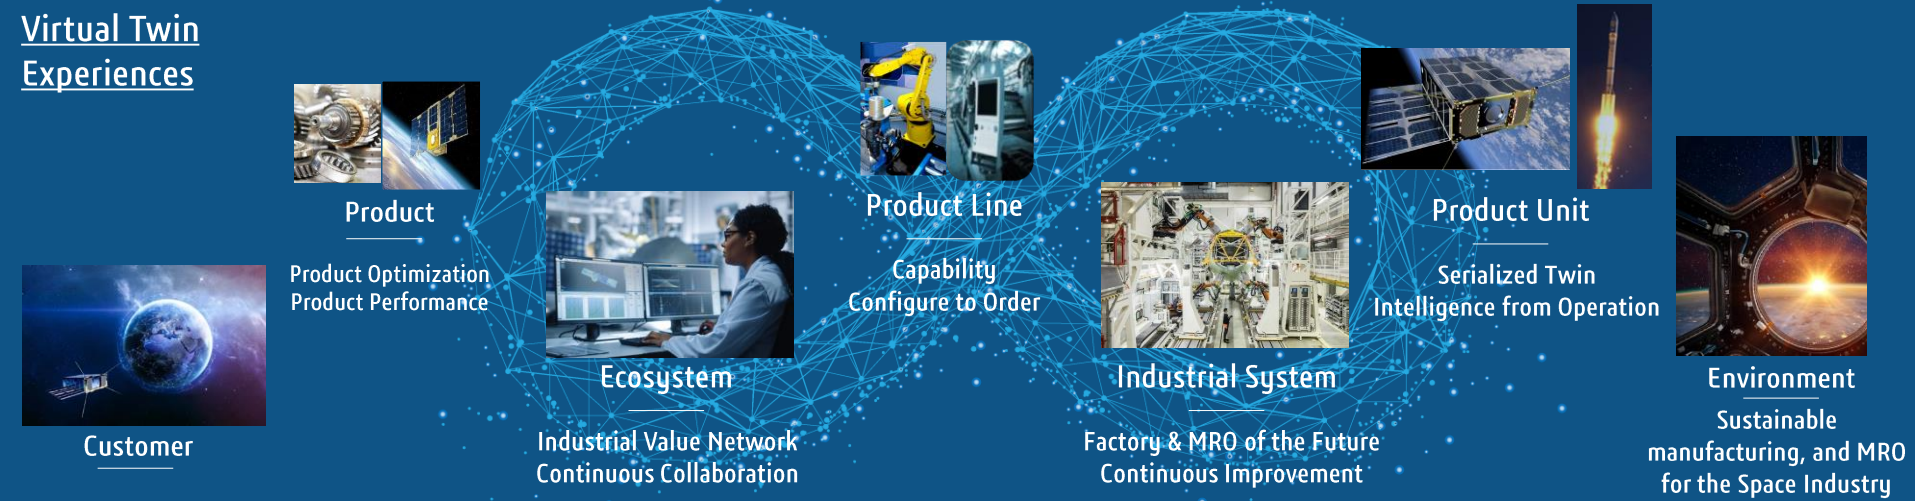 Virtual Twin
Experiences
Customer
Product
Product Optimization
Product Performance
Ecosystem
Industrial Value Network
Continuous Collaboration
Product Line
Capability
Configure to Order
Industrial System
Factory & MRO of the Future
Continuous Improvement
Product Unit
Serialized Twin
Intelligence from Operation
Environment
Sustainable
manufacturing, and MRO
for the Space Industry